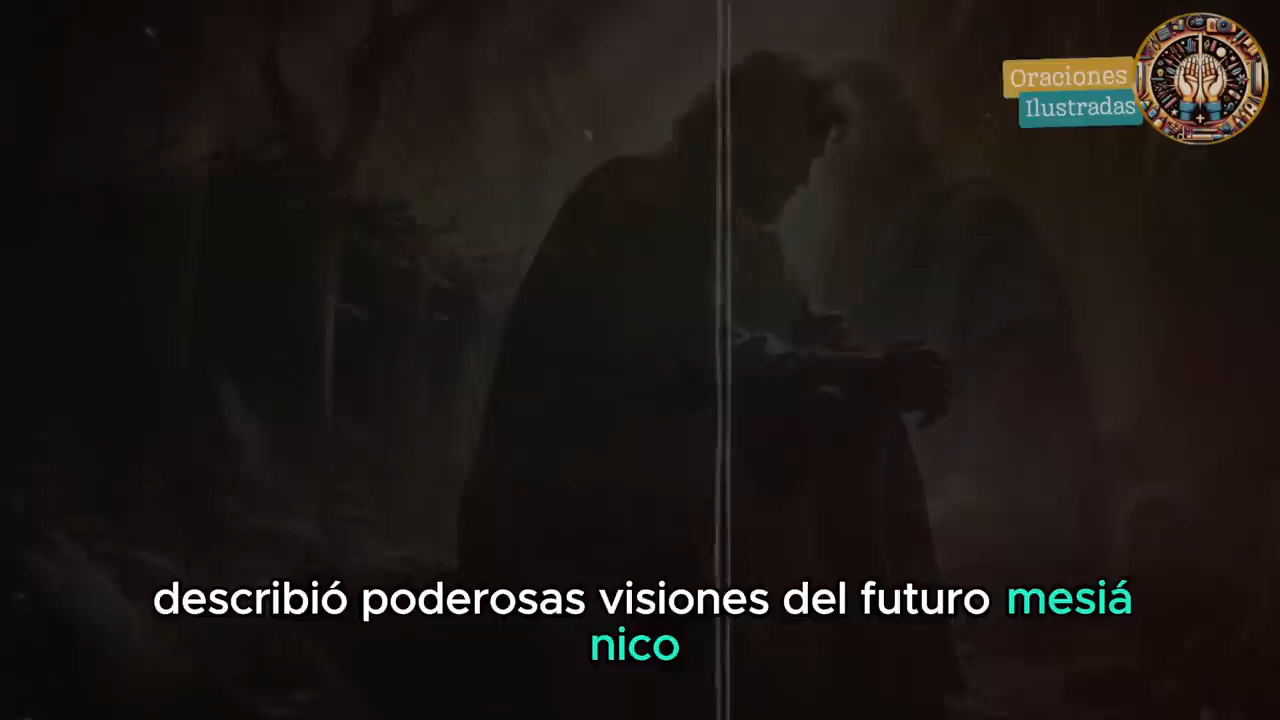 Oraciones
Ilustradas
describió poderosas visiones del futuro mesiá
nico